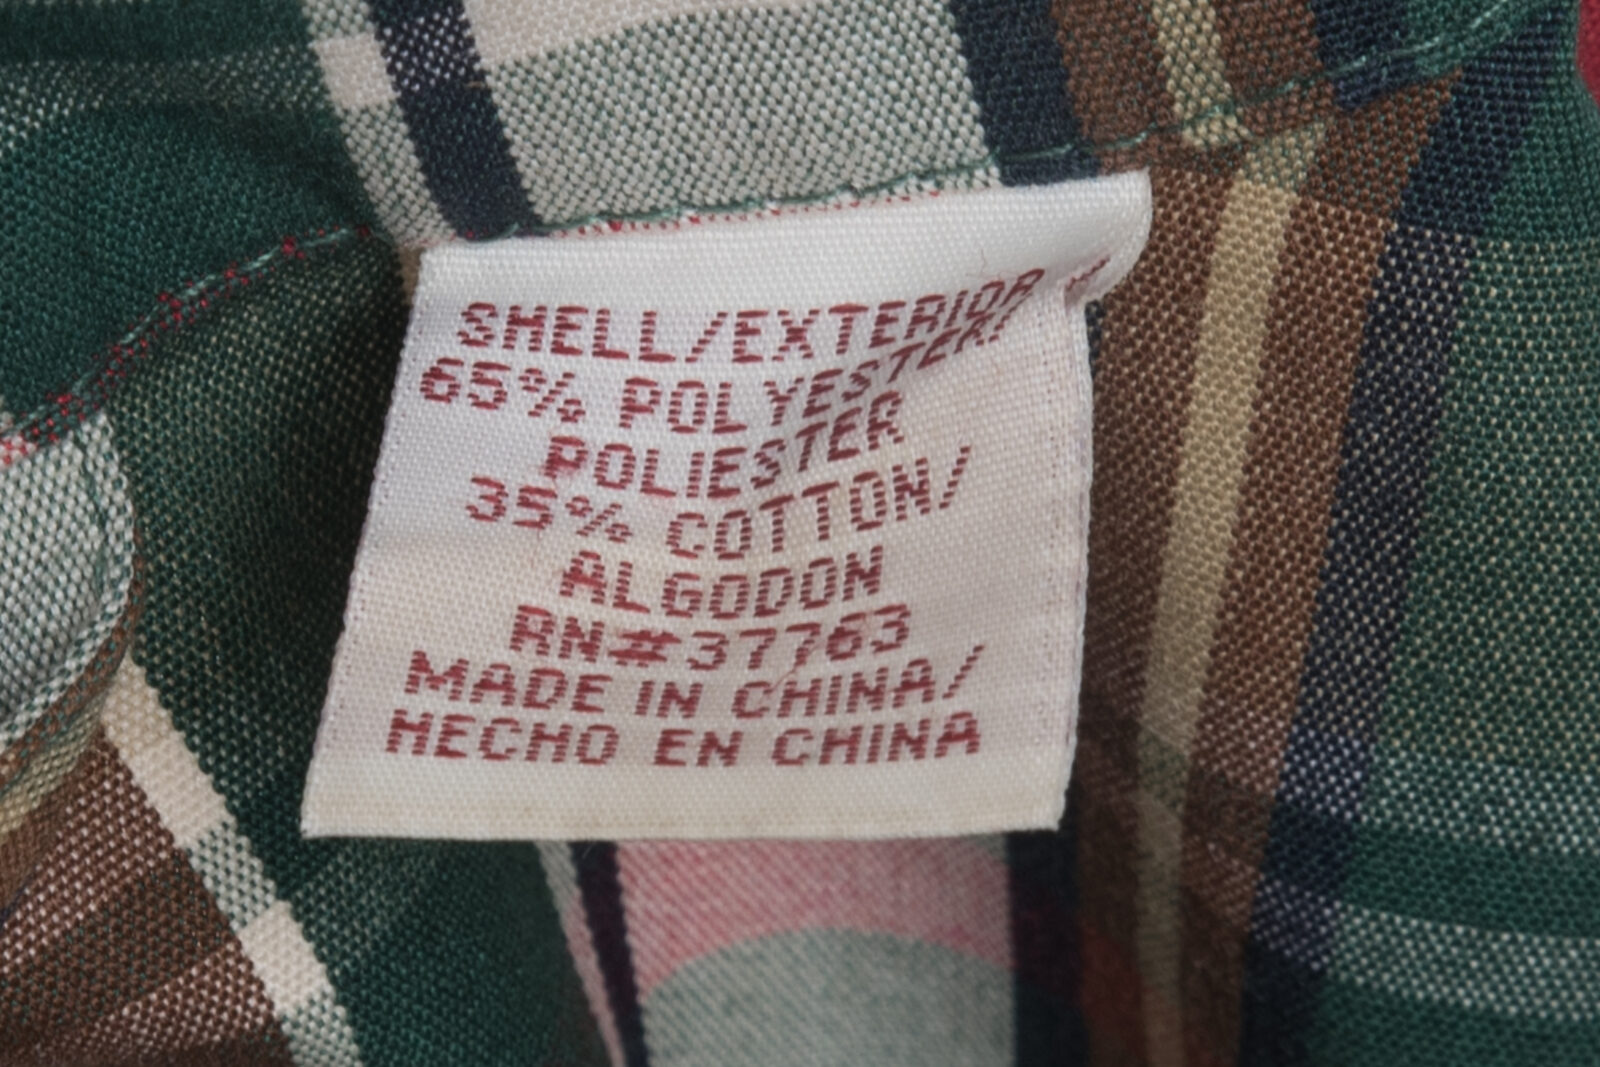 SHELL/EXTERIOR
65% POLYESTER/
POLIESTER
35% COTTON/
ALGODON
RN#37763
MADE IN CHINA/
HECHO EN CHINA